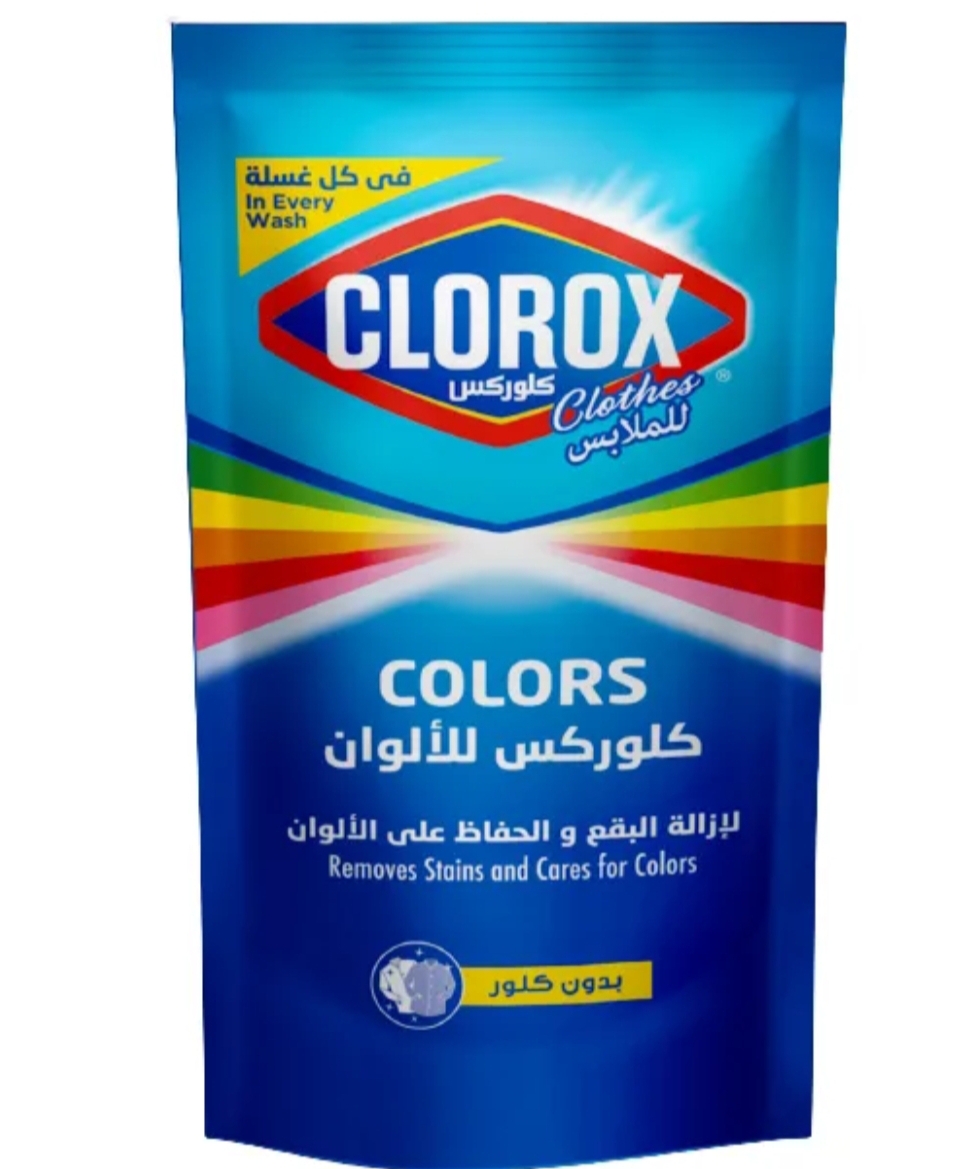 فى كل غسلة
In Every
Wash
CLOROX
كلوركس
Clothes
®
للملابس
COLORS
كلوركس للألوان
لإزالة البقع و الحفاظ على الألوان
Removes Stains and Cares for Colors
بدون كلور